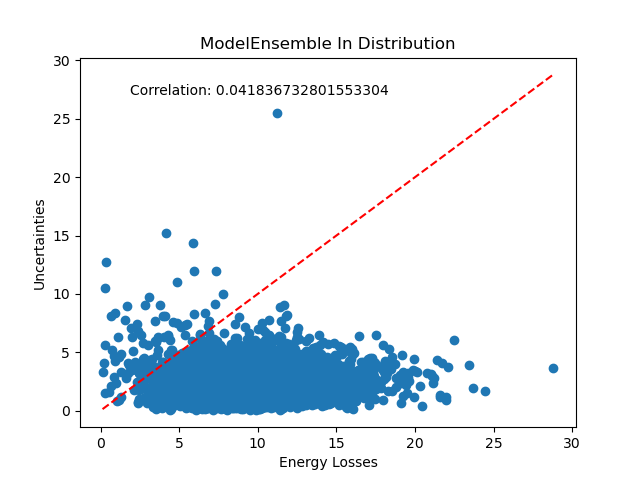 ModelEnsemble In Distribution
Correlation: 0.041836732801553304
Uncertainties
30
25
20
15
10
5
0
0 5 10 15 20 25 30
Energy Losses